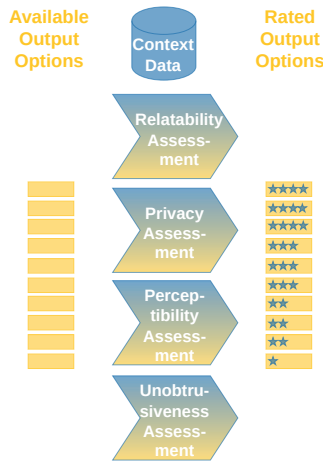 Available
Output
Options
Context
Data
Rated
Output
Options
Relatability
Assess-
ment
Privacy
Assess-
ment
Percep-
tibility
Assess-
ment
Unobtru-
siveness
Assess-
ment